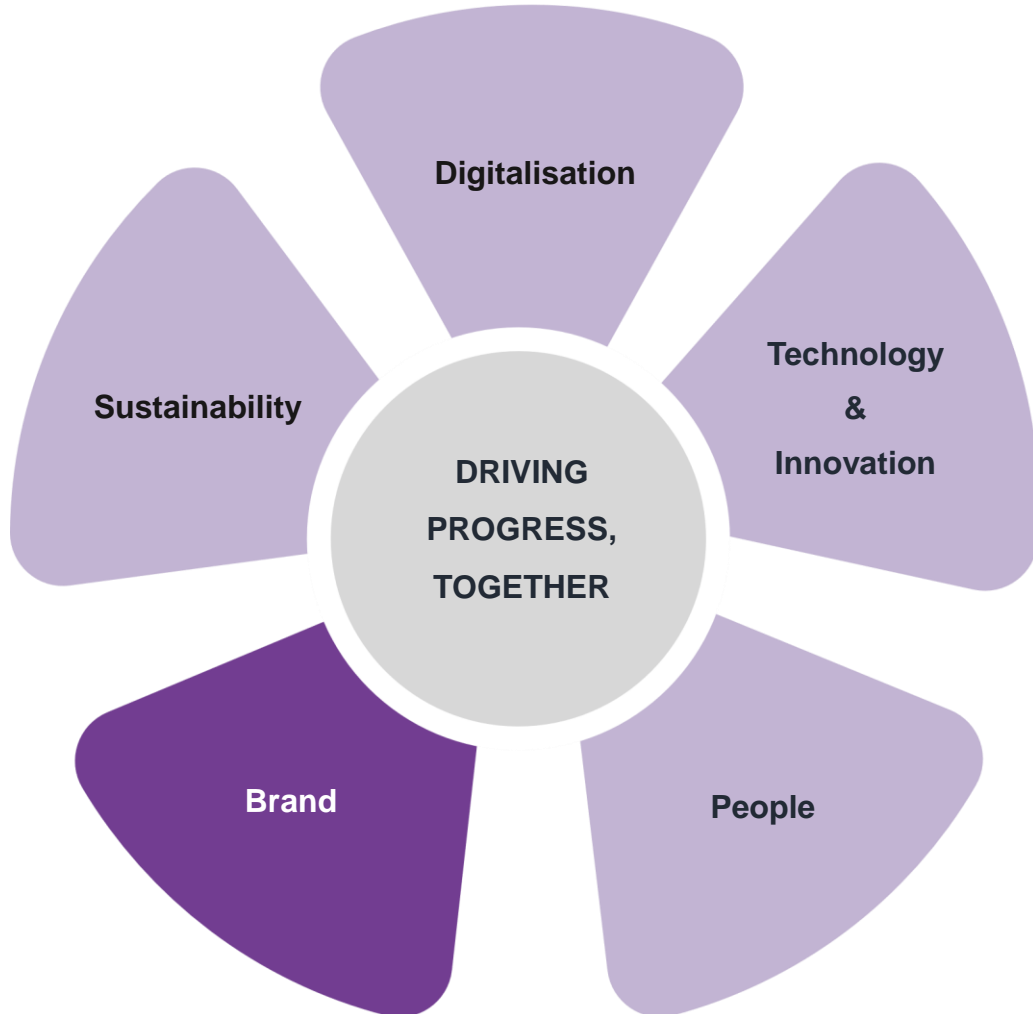 Digitalisation
Technology
&
Innovation
Sustainability
DRIVING
PROGRESS,
TOGETHER
Brand
People